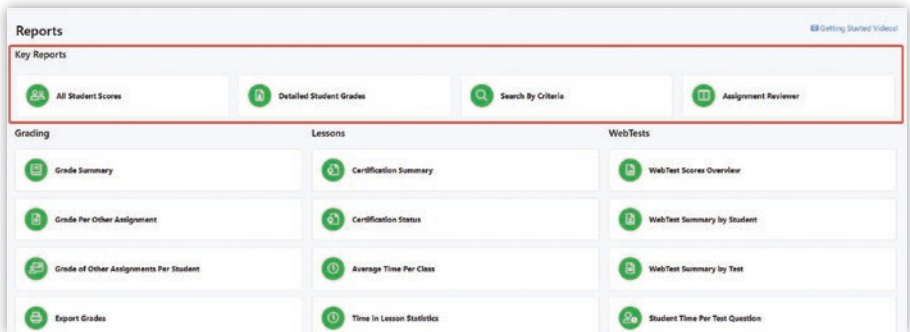 Reports
Getting Started Videos!
Key Reports
All Student Scores
Detailed Student Grades
Search By Criteria
Assignment Reviewer
Grading
Lessons
WebTests
Grade Summary
Certification Summary
WebTest Scores Overview
Grade Per Other Assignment
Certification Status
WebTest Summary by Student
Grade of Other Assignments Per Student
Average Time Per Class
WebTest Summary by Test
Export Grades
Time in Lesson Statistics
Student Time Per Test Question